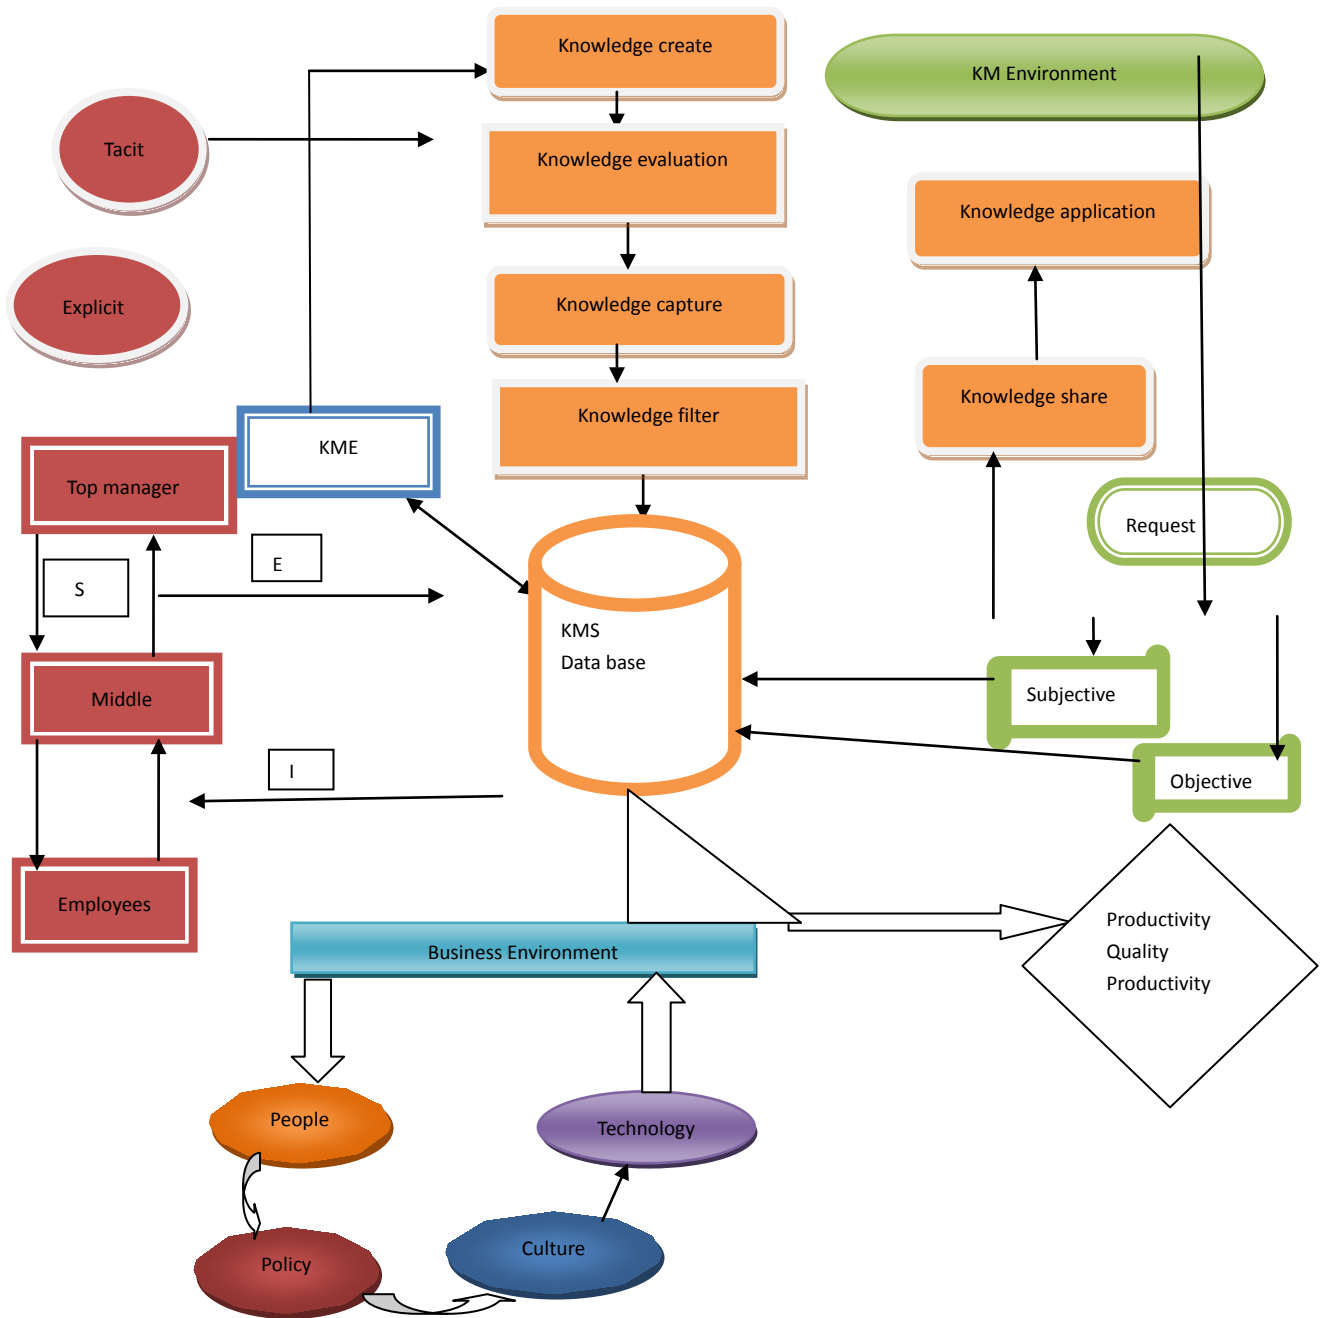 Knowledge create
KM Environment
Tacit
Knowledge evaluation
Knowledge application
Explicit
Knowledge capture
Knowledge share
Knowledge filter
KME
Top manager
Request
E
S
KMS
Data base
Middle
Subjective
I
Objective
Employees
Productivity
Quality
Productivity
Business Environment
People
Technology
Policy
Culture